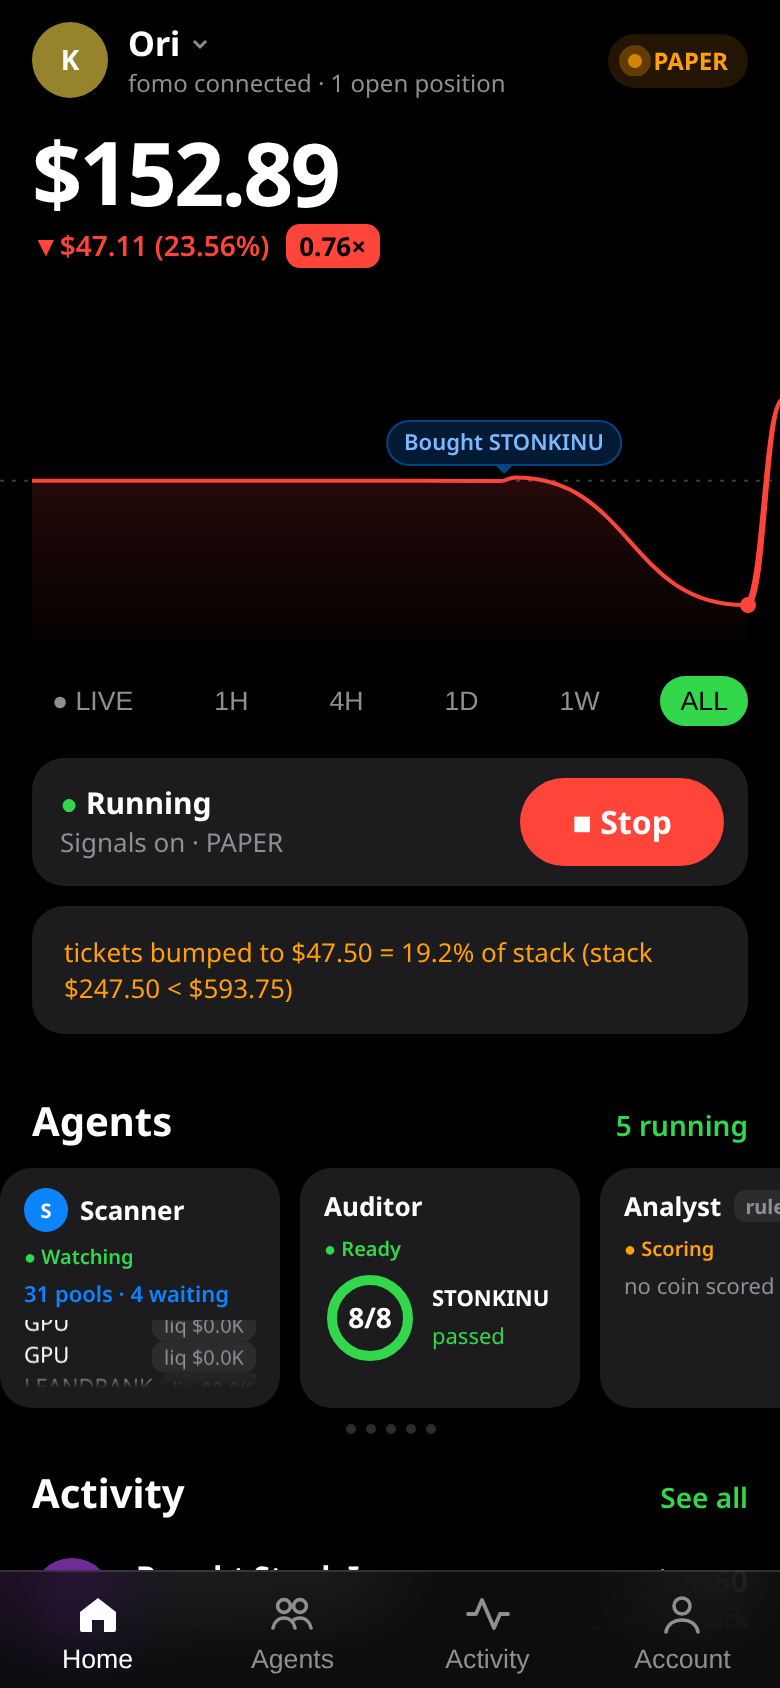 K
Ori
fomo connected · 1 open position
PAPER
$152.89
▼$47.11 (23.56%)
0.76×
Bought STONKINU
● LIVE
1H
4H
1D
1W
ALL
● Running
Signals on · PAPER
■ Stop
tickets bumped to $47.50 = 19.2% of stack (stack
$247.50 < $593.75)
Agents
5 running
S
Scanner
● Watching
31 pools · 4 waiting
GPU
liq $0.0K
GPU
liq $0.0K
Auditor
● Ready
8/8
STONKINU
passed
Analyst
● Scoring
no coin scored
Activity
See all
Home
Agents
Activity
Account